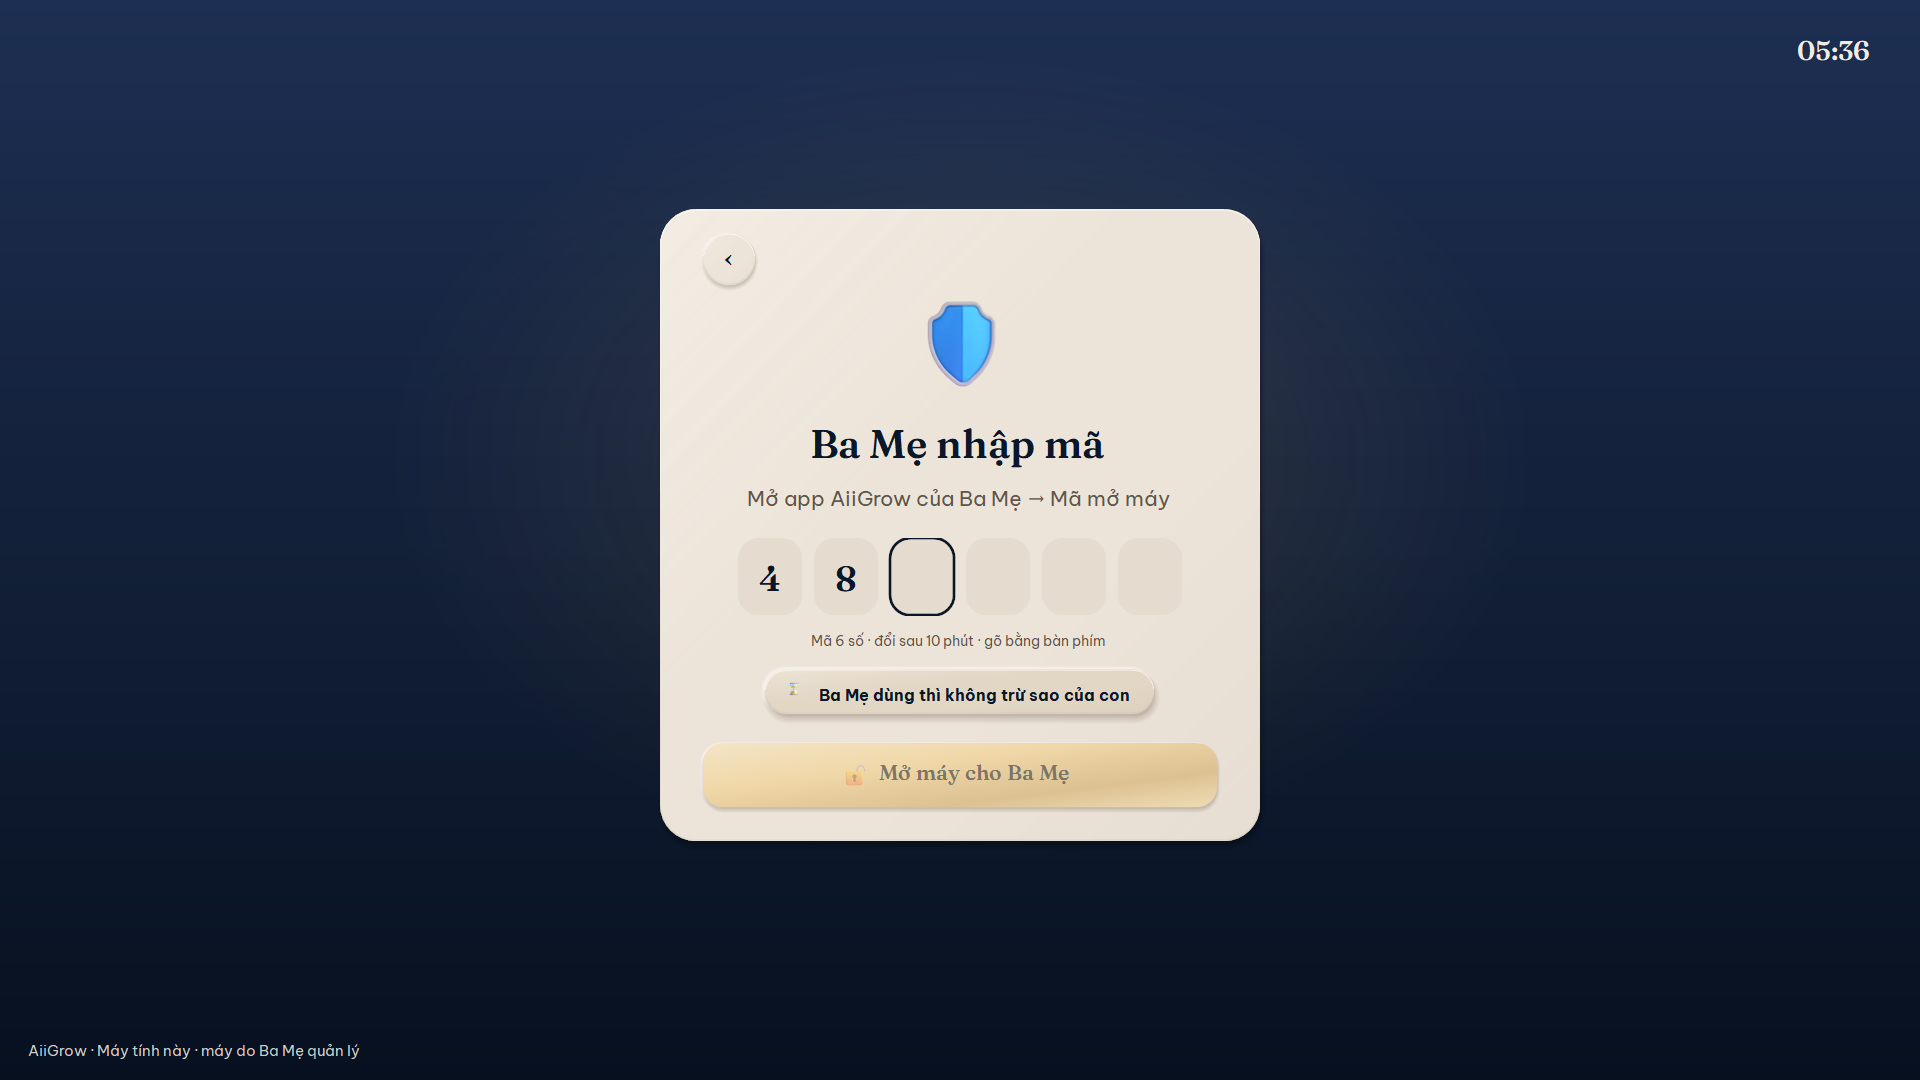 05:36
‹
Ba Mẹ nhập mã
Mở app AiiGrow của Ba Mẹ → Mã mở máy
4 8
Mã 6 số · đổi sau 10 phút · gõ bằng bàn phím
Ba Mẹ dùng thì không trừ sao của con
Mở máy cho Ba Mẹ
AiiGrow · Máy tính này · máy do Ba Mẹ quản lý